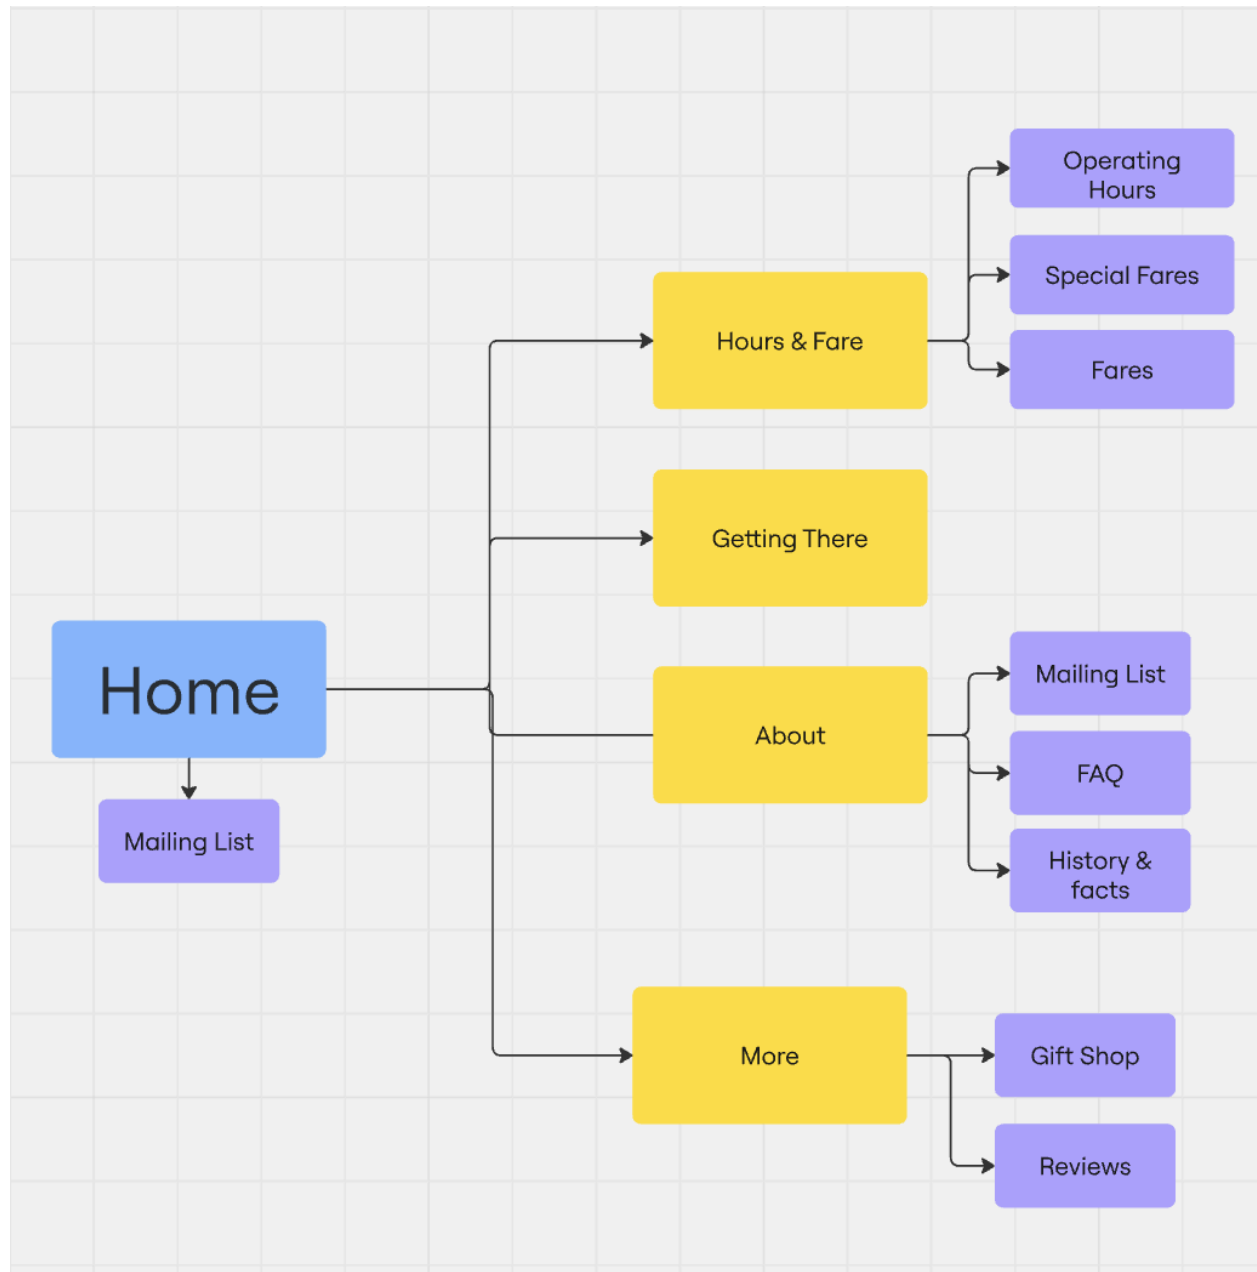 Home
Mailing List
Hours & Fare
Operating
Hours
Special Fares
Fares
Getting There
About
Mailing List
FAQ
History &
facts
More
Gift Shop
Reviews